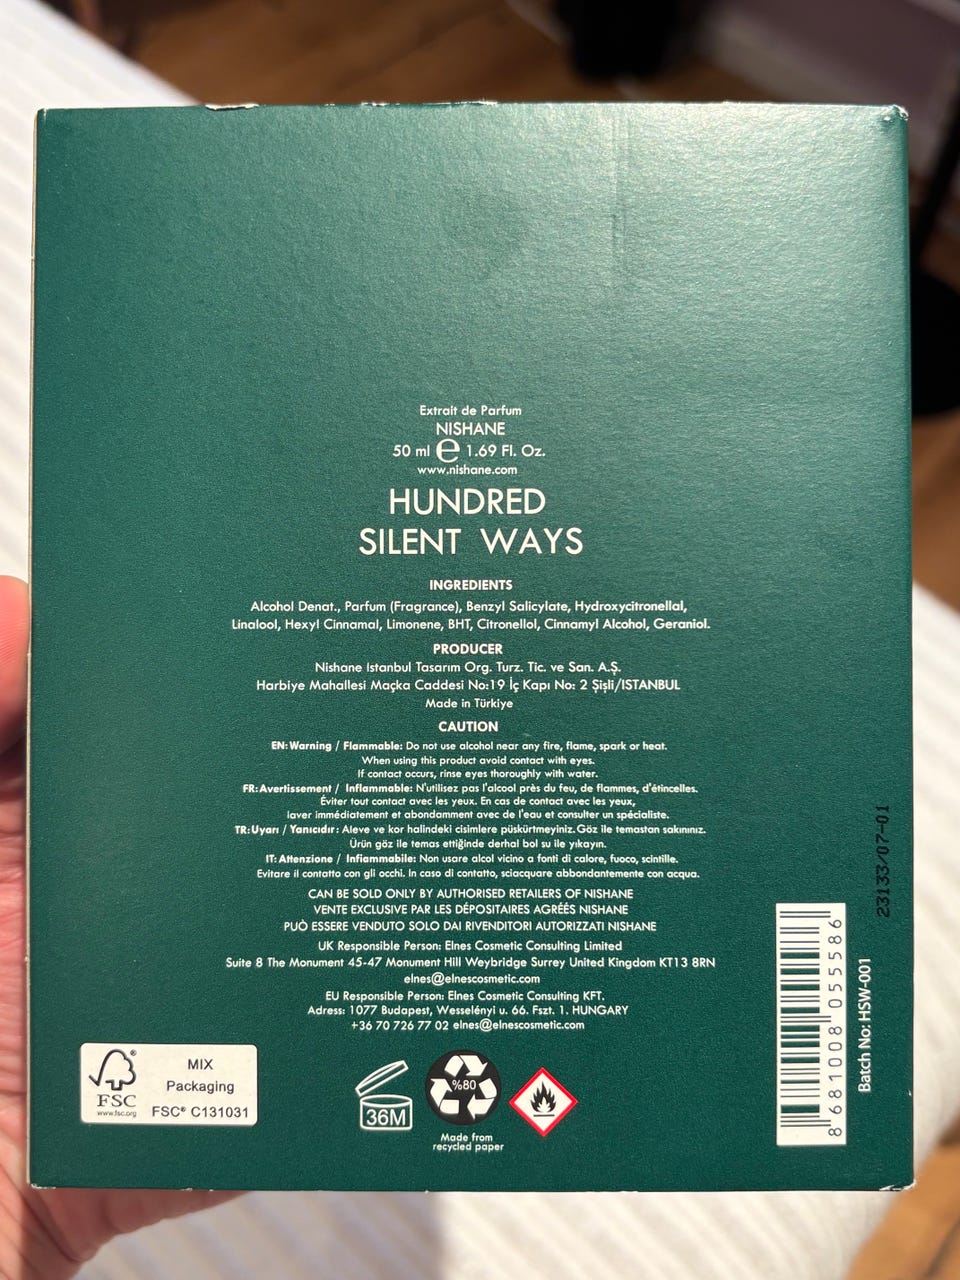 Extrait de Parfum
NISHANE
50 ml e 1.69 Fl. Oz.
www.nishane.com
HUNDRED
SILENT WAYS
INGREDIENTS
Alcohol Denat., Parfum (Fragrance), Benzyl Salicylate, Hydroxycitronellal,
Linalool, Hexyl Cinnamal, Limonene, BHT, Citronellol, Cinnamyl Alcohol, Geraniol.
PRODUCER
Nishane Istanbul Tasarım Org. Turz. Tic. ve San. A.Ş.
Harbiye Mahallesi Maçka Caddesi No:19 İç Kapı No: 2 Şişli/ISTANBUL
Made in Türkiye
CAUTION
EN: Warning / Flammable: Do not use alcohol near any fire, flame, spark or heat.
When using this product avoid contact with eyes.
If contact occurs, rinse eyes thoroughly with water.
FR: Avertissement / Inflammable: N'utilisez pas l'alcool près du feu, de flammes, d'étincelles.
Éviter tout contact avec les yeux. En cas de contact avec les yeux,
laver immédiatement et abondamment avec de l'eau et consulter un spécialiste.
TR: Uyarı / Yanıcıdır: Aleve ve kor halindeki cisimlere püskürtmeyiniz. Göz ile temastan sakınınız.
Ürün göz ile temas ettiğinde derhal bol su ile yıkayın.
IT: Attenzione / Infiammabile: Non usare alcol vicino a fonti di calore, fuoco, scintille.
Evitare il contatto con gli occhi. In caso di contatto, sciacquare abbondantemente con acqua.
CAN BE SOLD ONLY BY AUTHORISED RETAILERS OF NISHANE
VENTE EXCLUSIVE PAR LES DÉPOSITAIRES AGRÉÉS NISHANE
PUÒ ESSERE VENDUTO SOLO DAI RIVENDITORI AUTORIZZATI NISHANE
UK Responsible Person: Elnes Cosmetic Consulting Limited
Suite 8 The Monument 45-47 Monument Hill Weybridge Surrey United Kingdom KT13 8RN
elnes@elnescosmetic.com
EU Responsible Person: Elnes Cosmetic Consulting KFT.
Adress: 1077 Budapest, Wesselényi u. 66. Fszt. 1. HUNGARY
+36 70 726 77 02 elnes@elnescosmetic.com
FSC®
www.fsc.org
MIX
Packaging
FSC® C131031
36M
%80
Made from
recycled paper
8 681008 055586
Batch No: HSW-001
23133/07-01